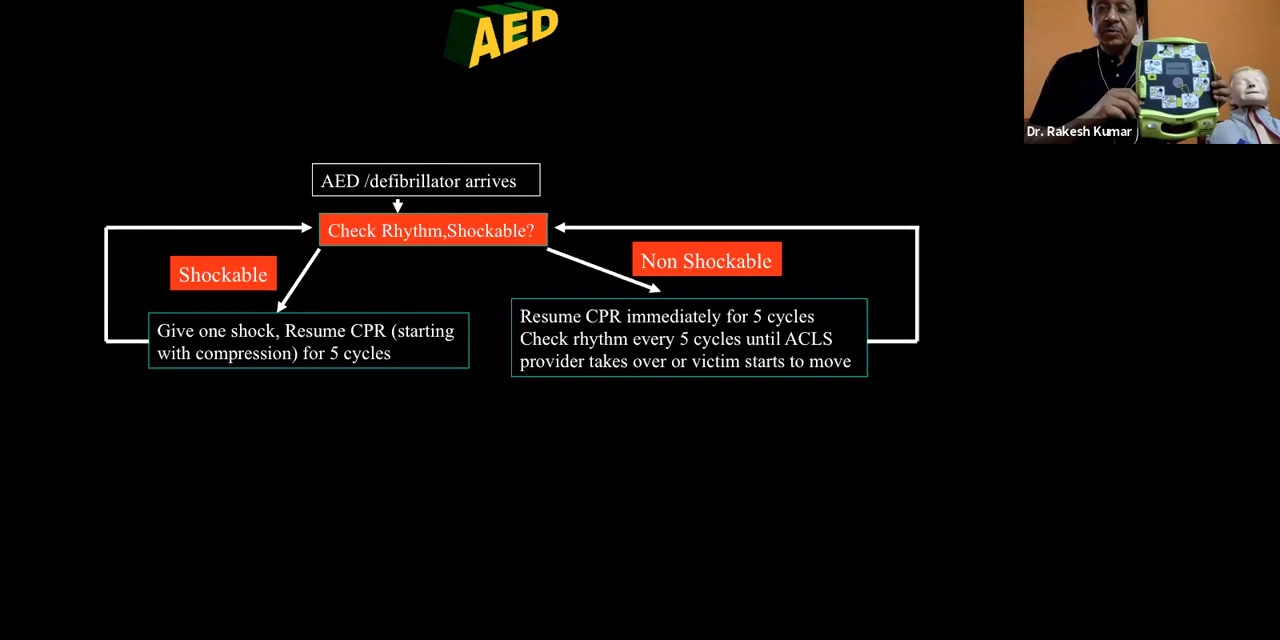 AED
Dr. Rakesh Kumar
AED /defibrillator arrives
Check Rhythm,Shockable?
Shockable
Non Shockable
Give one shock, Resume CPR (starting
with compression) for 5 cycles
Resume CPR immediately for 5 cycles
Check rhythm every 5 cycles until ACLS
provider takes over or victim starts to move